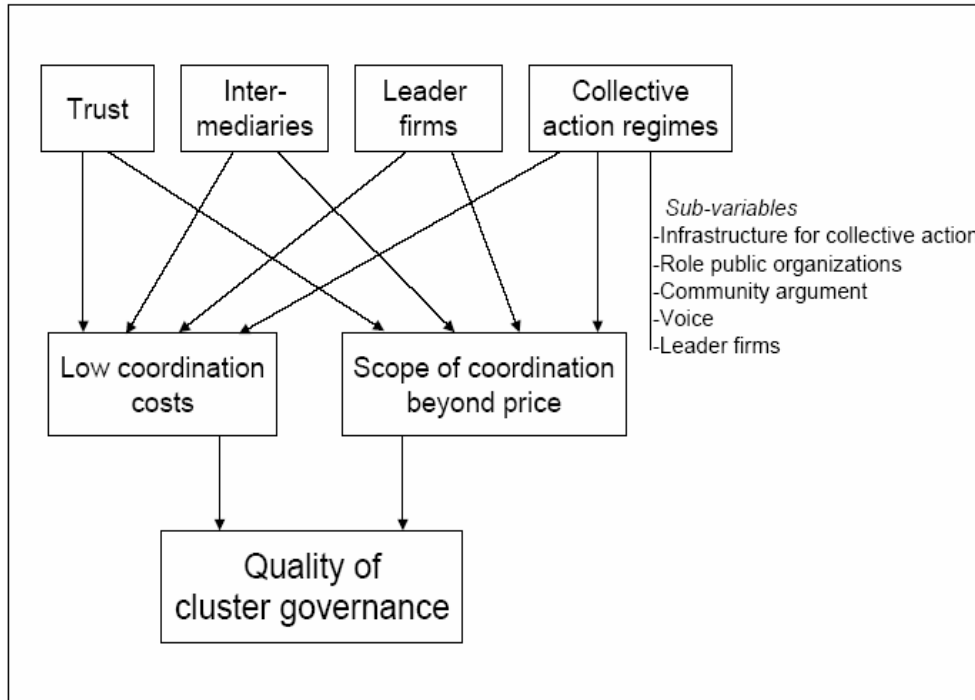 Trust
Inter-
mediaries
Leader
firms
Collective
action regimes
Sub-variables
-Infrastructure for collective action
-Role public organizations
-Community argument
-Voice
-Leader firms
Low coordination
costs
Scope of coordination
beyond price
Quality of
cluster governance